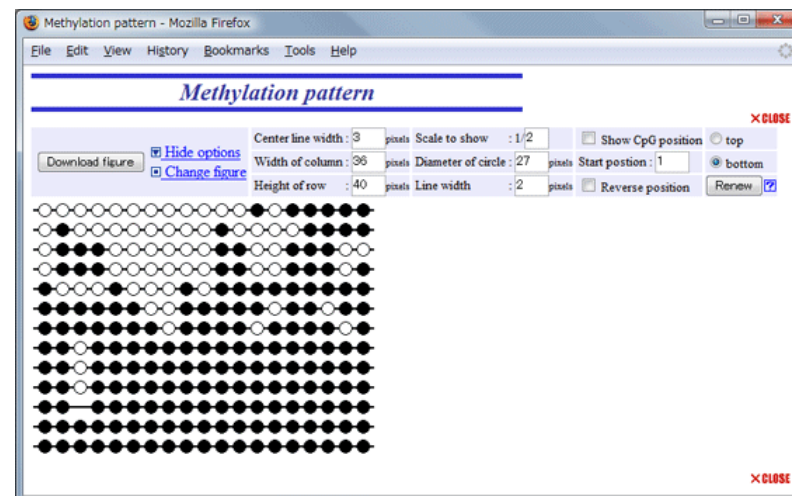 Methylation pattern - Mozilla Firefox
File Edit View History Bookmarks Tools Help
Methylation pattern
×CLOSE
Download figure
Hide options
Change figure
Center line width : 3 pixels Scale to show : 1/2 Show CpG position top
Width of column : 36 pixels Diameter of circle : 27 pixels Start postion : 1 bottom
Height of row : 40 pixels Line width : 2 pixels Reverse position Renew ?
×CLOSE